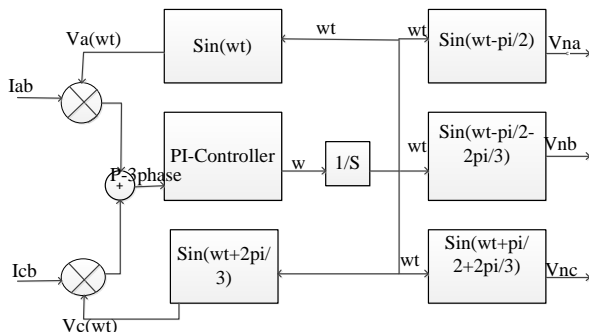 Va(wt)
Sin(wt)
wt
wt
Sin(wt-pi/2)
Vna
Iab
P-3phase
+
PI-Controller
w
1/S
wt
Sin(wt-pi/2-
2pi/3)
Vnb
Icb
Vc(wt)
Sin(wt+2pi/
3)
wt
wt
Sin(wt+pi/
2+2pi/3)
Vnc